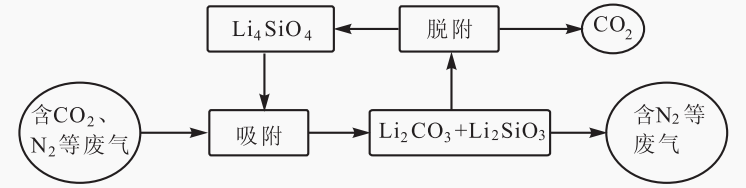 Li₄SiO₄
脱附
CO₂
含CO₂、
N₂等废气
吸附
Li₂CO₃+Li₂SiO₃
含N₂等
废气